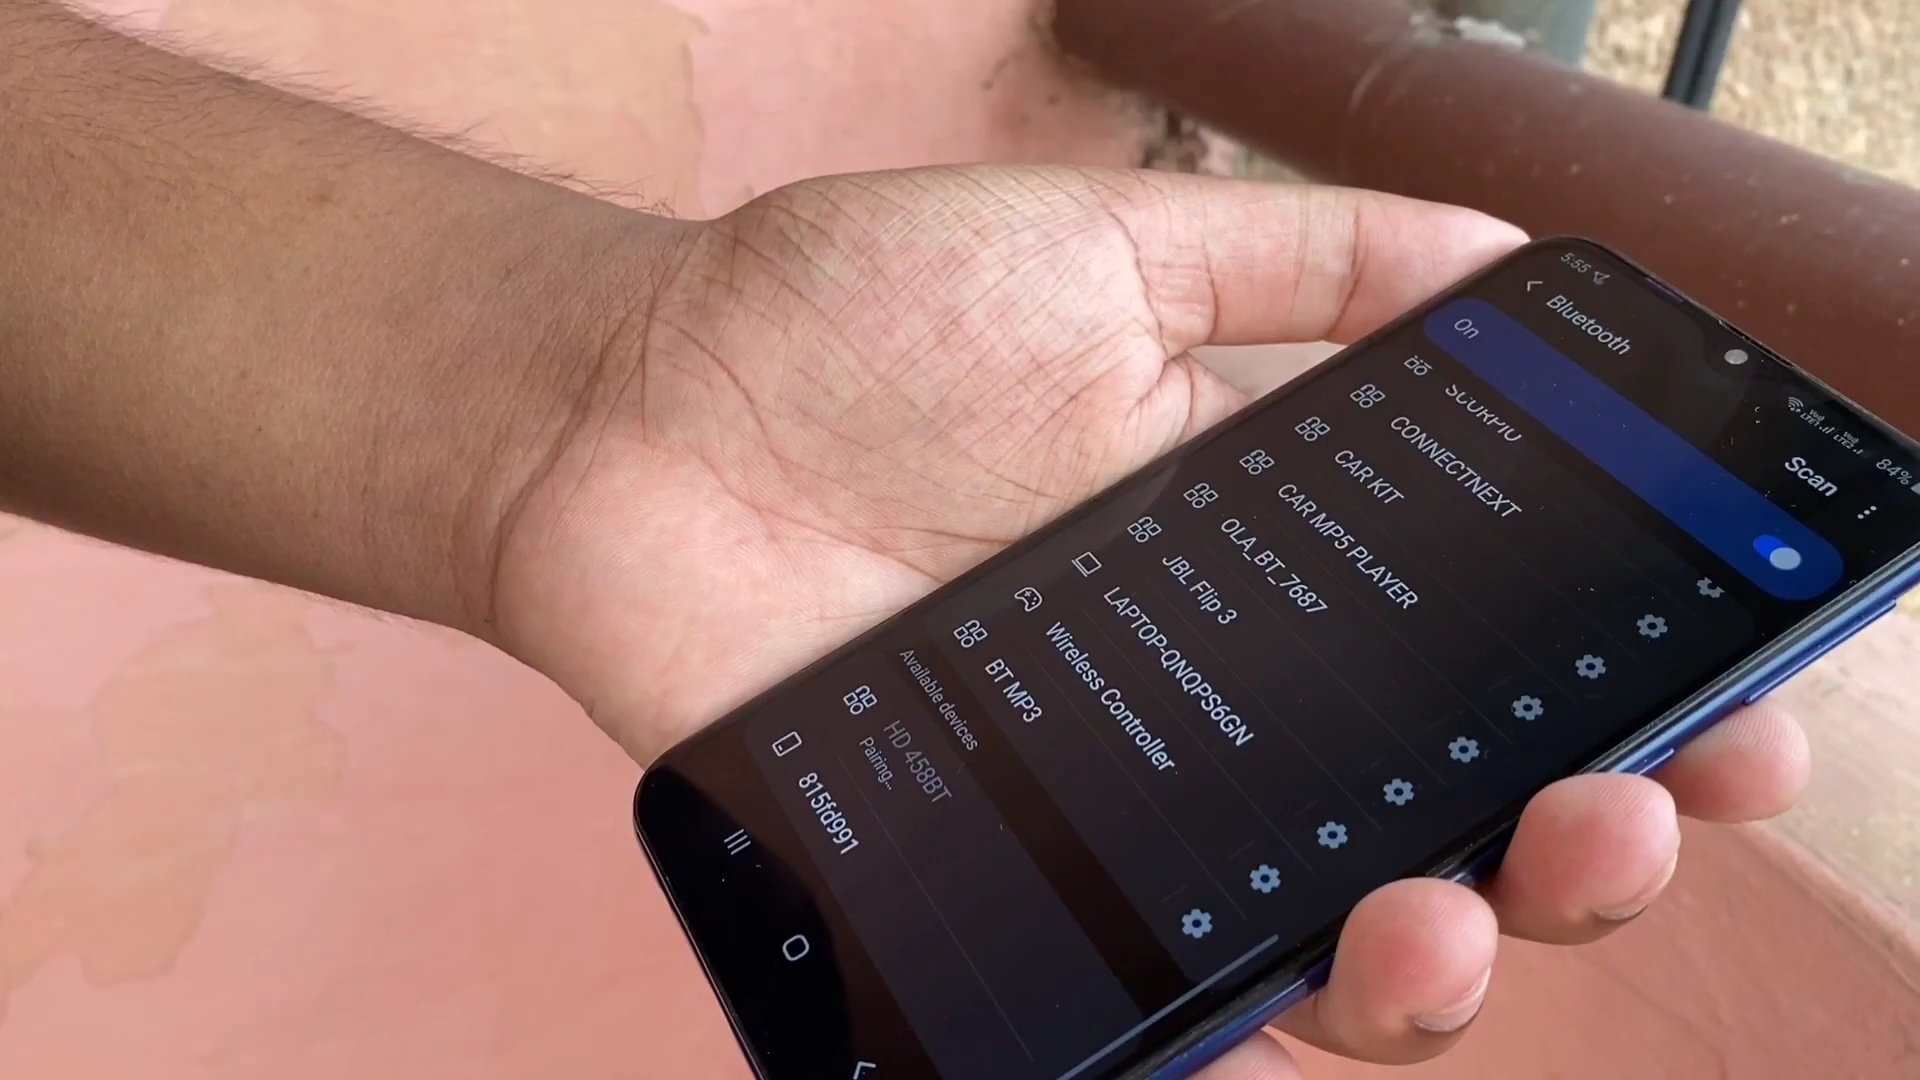 5:55
84%
Bluetooth
Scan
On
SCORPIO
CONNECTNEXT
CAR KIT
CAR MP5 PLAYER
OLA_BT_7687
JBL Flip 3
LAPTOP-QNQPS6GN
Wireless Controller
BT MP3
Available devices
HD 458BT
Pairing...
815fd991